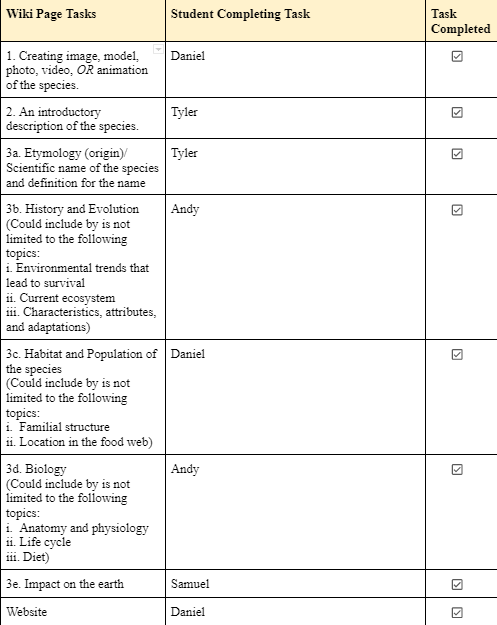 Wiki Page Tasks
Student Completing Task
Task
Completed
1. Creating image, model,
photo, video, OR animation
of the species.
Daniel
2. An introductory
description of the species.
Tyler
3a. Etymology (origin)/
Scientific name of the species
and definition for the name
Tyler
3b. History and Evolution
(Could include by is not
limited to the following
topics:
i. Environmental trends that
lead to survival
ii. Current ecosystem
iii. Characteristics, attributes,
and adaptations)
Andy
3c. Habitat and Population of
the species
(Could include by is not
limited to the following
topics:
i. Familial structure
ii. Location in the food web)
Daniel
3d. Biology
(Could include by is not
limited to the following
topics:
i. Anatomy and physiology
ii. Life cycle
iii. Diet)
Andy
3e. Impact on the earth
Samuel
Website
Daniel